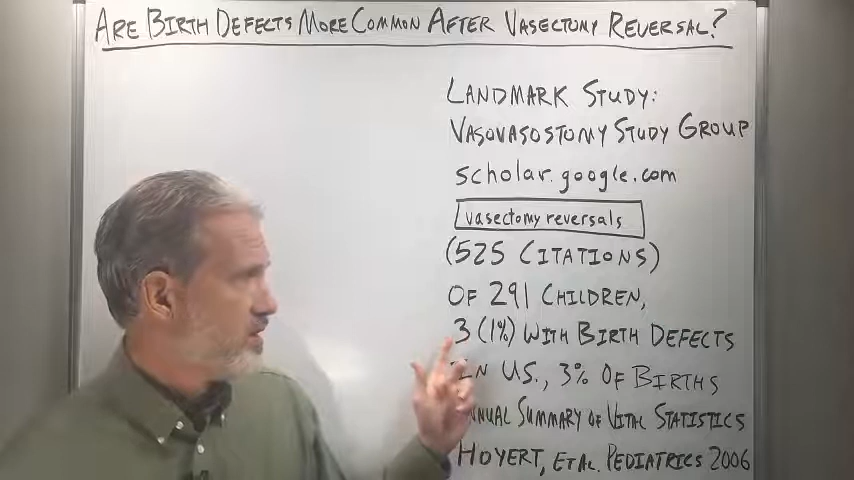 ARE BIRTH DEFECTS MORE COMMON AFTER VASECTOMY REVERSAL?
LANDMARK STUDY:
VASOVASOSTOMY STUDY GROUP
scholar.google.com
vasectomy reversals
(525 CITATIONS)
OF 291 CHILDREN,
3 (1%) WITH BIRTH DEFECTS
IN U.S., 3% OF BIRTHS
NNUAL SUMMARY OF VITAL STATISTICS
HOYERT, ET AL. PEDIATRICS 2006